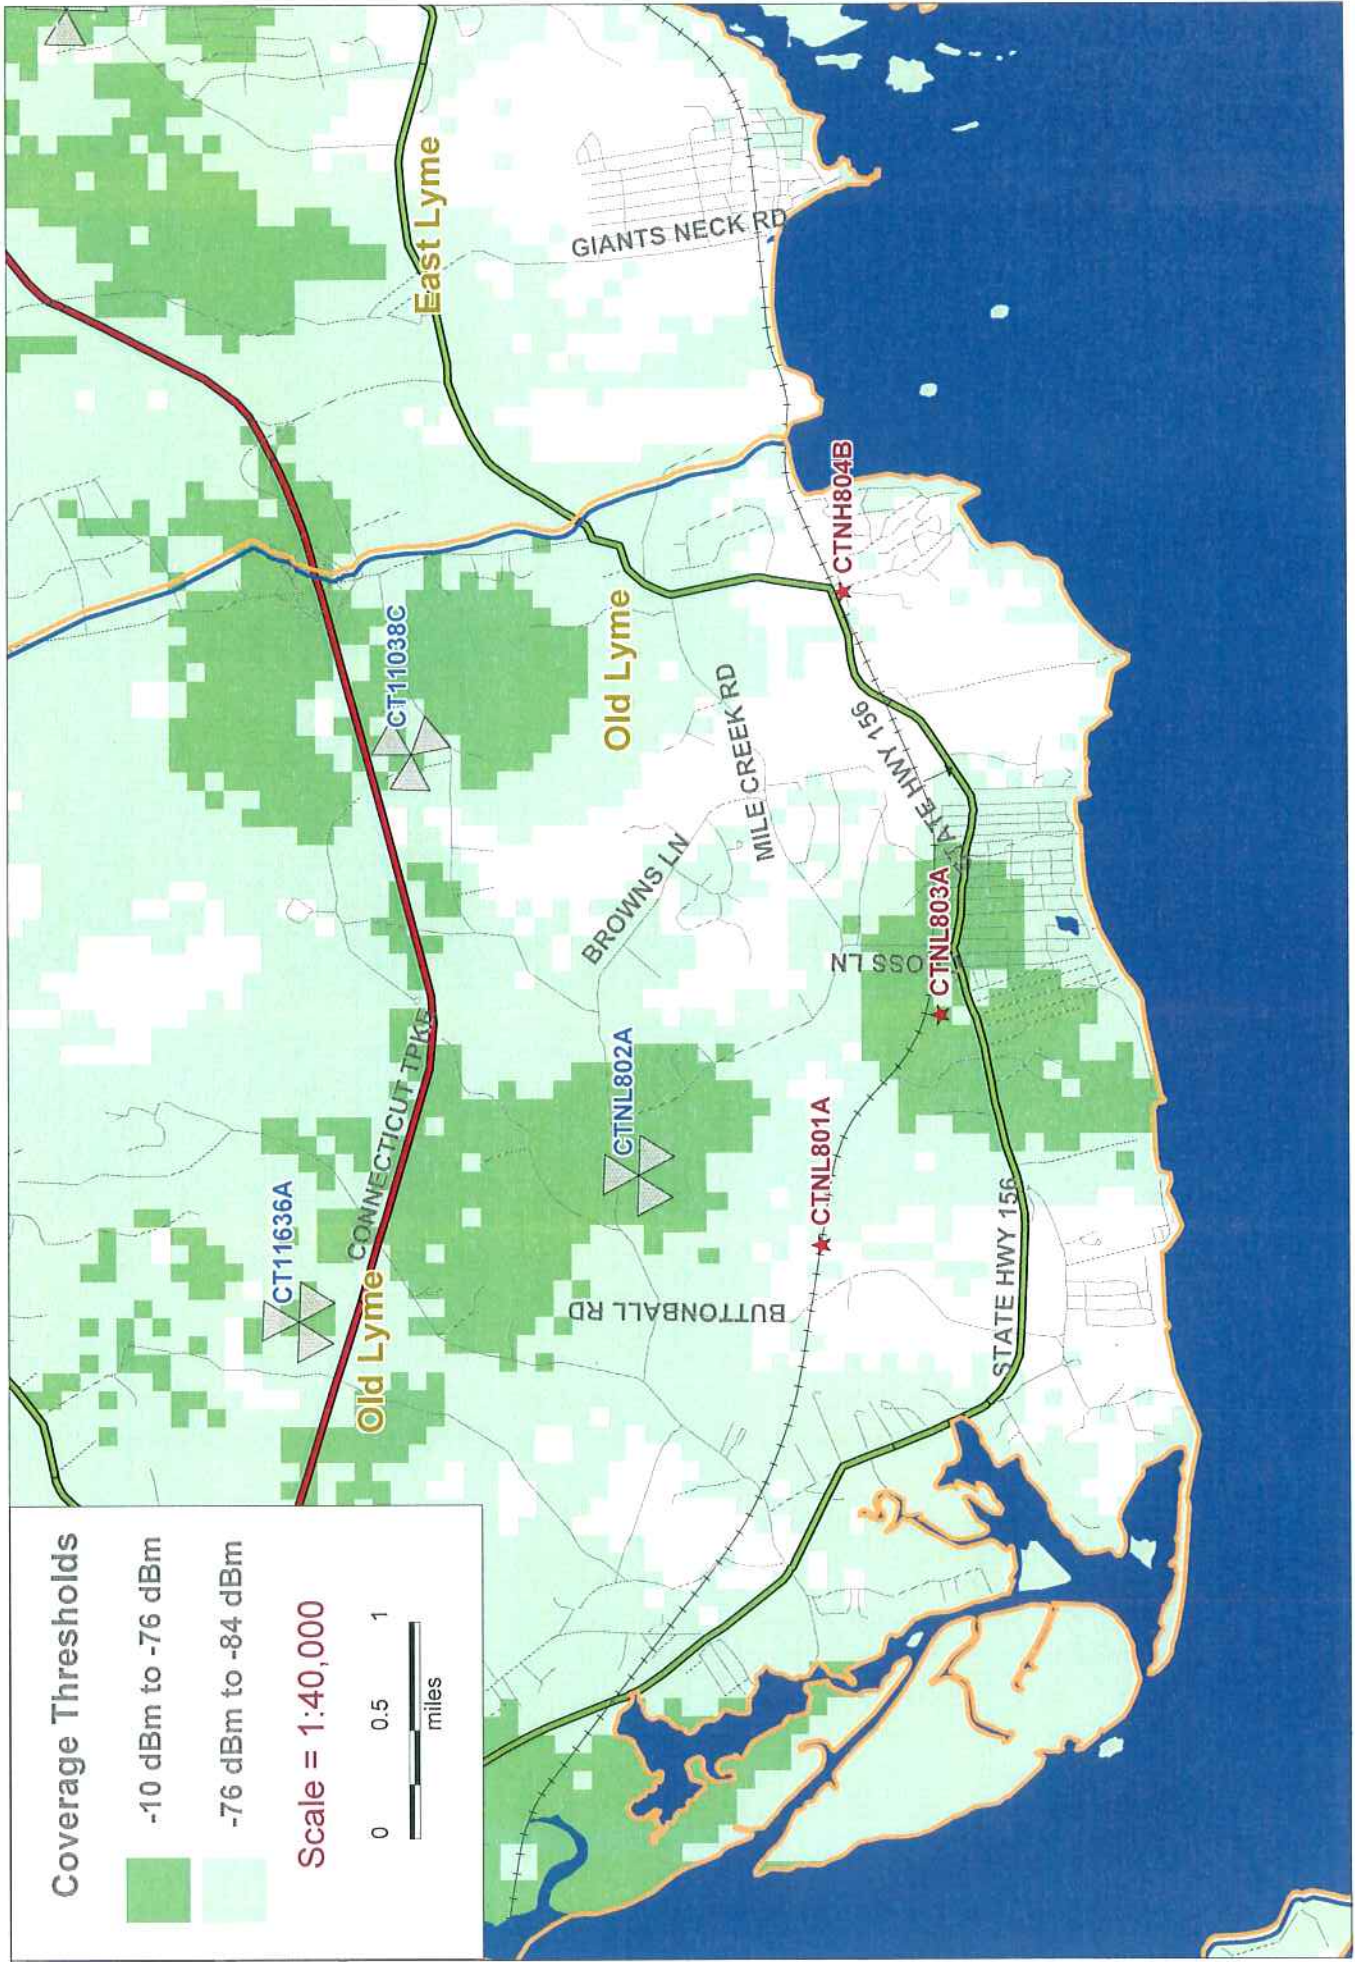 Coverage Thresholds
-10 dBm to -76 dBm
-76 dBm to -84 dBm
Scale = 1:40,000
0 0.5 1
miles
Old Lyme
CONNECTICUT TPKE
CT11636A
CT11038C
East Lyme
GIANTS NECK RD
Old Lyme
BROWNS LN
MILE CREEK RD
CTNL802A
BUTTONBALL RD
CTNL801A
OSS LN
CTNL803A
STATE HWY 156
CTNH804B
STATE HWY 156